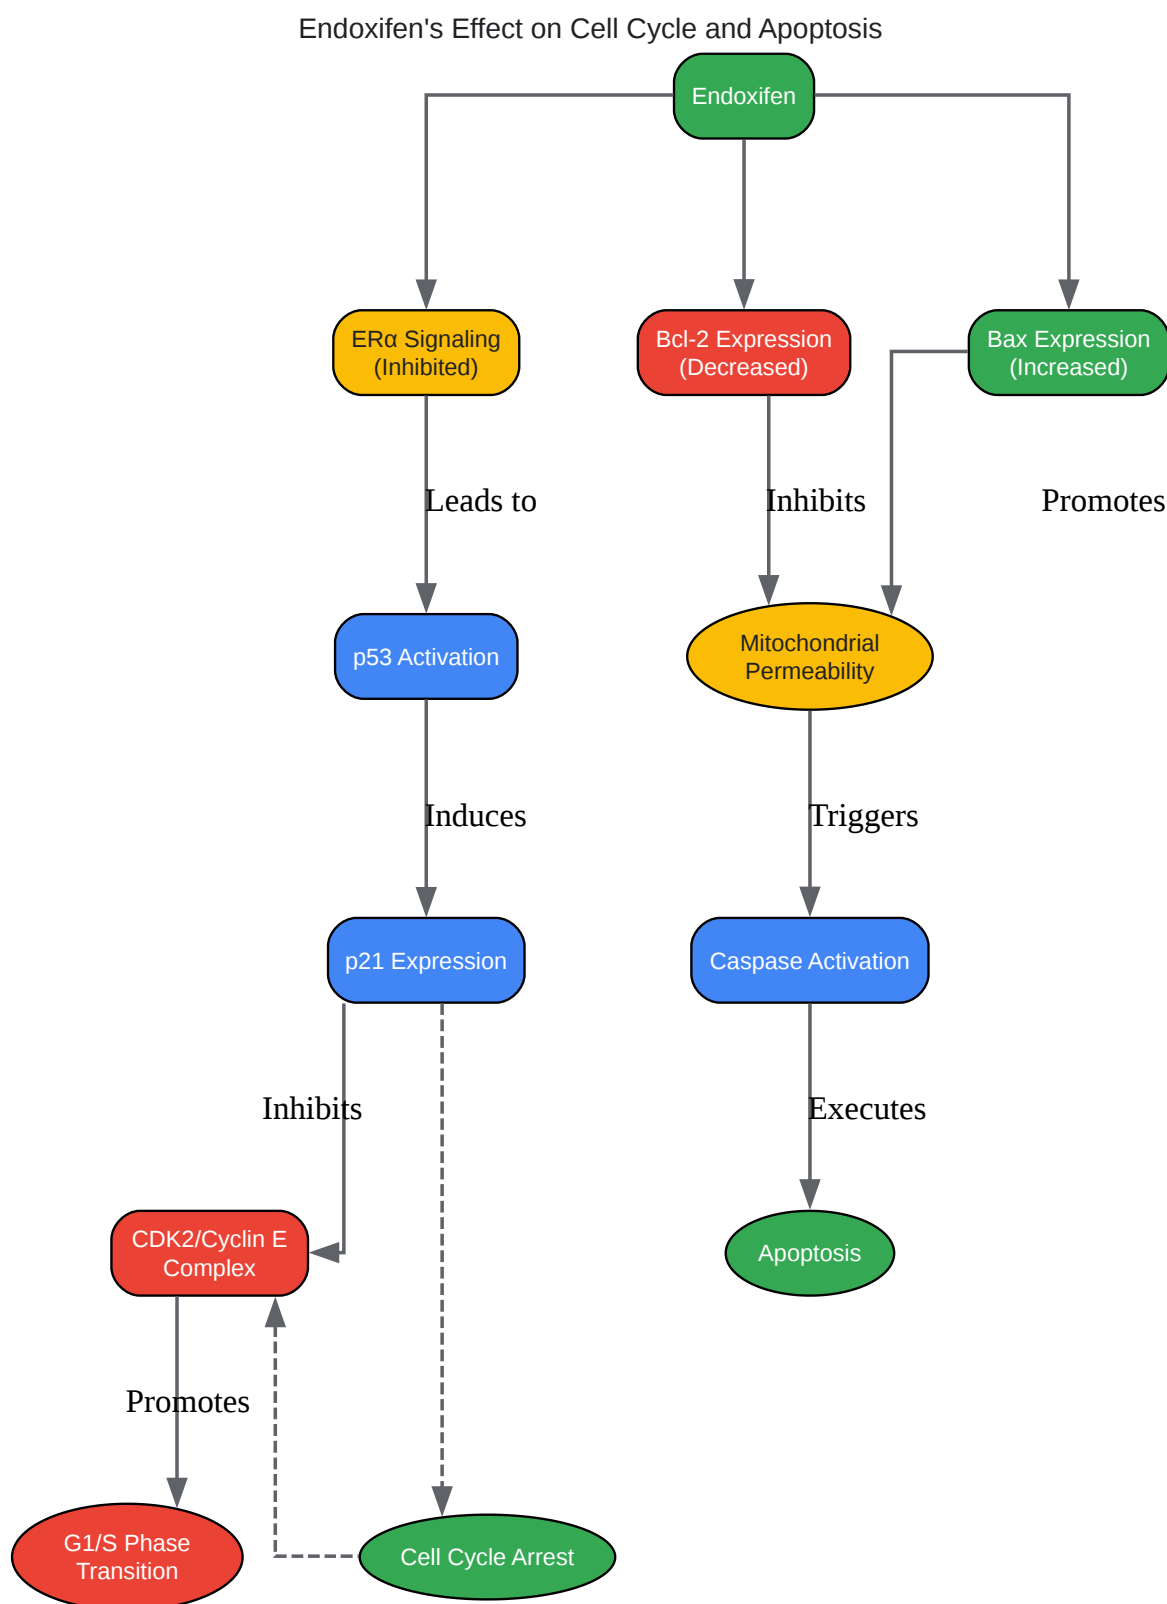 Endoxifen's Effect on Cell Cycle and Apoptosis
Endoxifen
ERα Signaling
(Inhibited)
Bcl-2 Expression
(Decreased)
Bax Expression
(Increased)
Leads to
Inhibits
Promotes
p53 Activation
Mitochondrial
Permeability
Induces
Triggers
p21 Expression
Caspase Activation
Inhibits
Executes
CDK2/Cyclin E
Complex
Apoptosis
Promotes
G1/S Phase
Transition
Cell Cycle Arrest